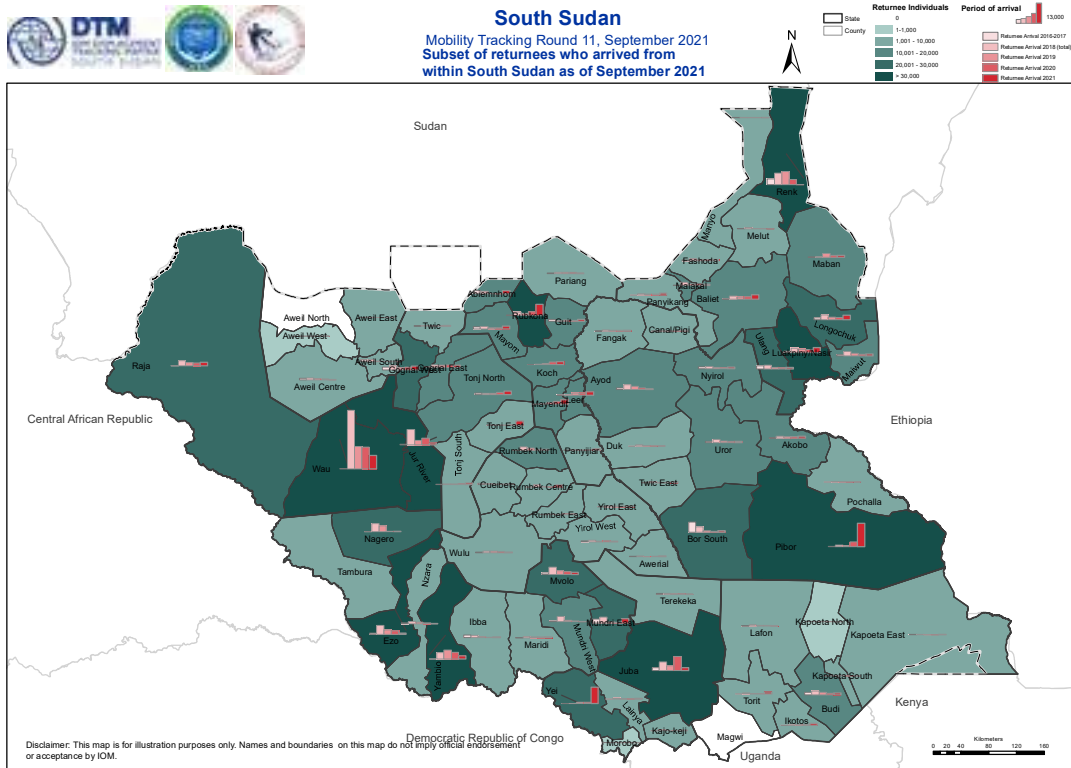 DTM
SOUTH SUDAN
South Sudan
Mobility Tracking Round 11, September 2021
Subset of returnees who arrived from
within South Sudan as of September 2021
N
State
County
Returnee Individuals
0
1-1,000
1,001 - 10,000
10,001 - 20,000
20,001 - 30,000
> 30,000
Period of arrival
13,000
Returnee Arrival 2016-2017
Returnee Arrival 2018 (total)
Returnee Arrival 2019
Returnee Arrival 2020
Returnee Arrival 2021
Sudan
Renk
Manyo
Melut
Fashoda
Maban
Pariang
Malakal
Abiemnhom
Panyikang
Baliet
Rubkona
Guit
Aweil North
Aweil East
Twic
Mayom
Fangak
Canal/Pigi
Longochuk
Aweil West
Ulang
Luakpiny/Nasir
Maiwut
Raja
Aweil South
Gogrial West
Gogrial East
Aweil Centre
Tonj North
Koch
Ayod
Nyirol
Mayendit
Leer
Central African Republic
Ethiopia
Tonj East
Wau
Jur River
Tonj South
Rumbek North
Panyijiar
Duk
Uror
Akobo
Cueibet
Rumbek Centre
Twic East
Pochalla
Rumbek East
Yirol East
Yirol West
Nagero
Bor South
Pibor
Wulu
Awerial
Tambura
Nzara
Mvolo
Terekeka
Ezo
Ibba
Maridi
Mundri West
Mundri East
Lafon
Kapoeta North
Kapoeta East
Yambio
Juba
Kapoeta South
Yei
Lainya
Torit
Budi
Kenya
Ikotos
Morobo
Kajo-keji
Magwi
Democratic Republic of Congo
Uganda
Disclaimer: This map is for illustration purposes only. Names and boundaries on this map do not imply official endorsement
or acceptance by IOM.
Kilometers
0 20 40 80 120 160